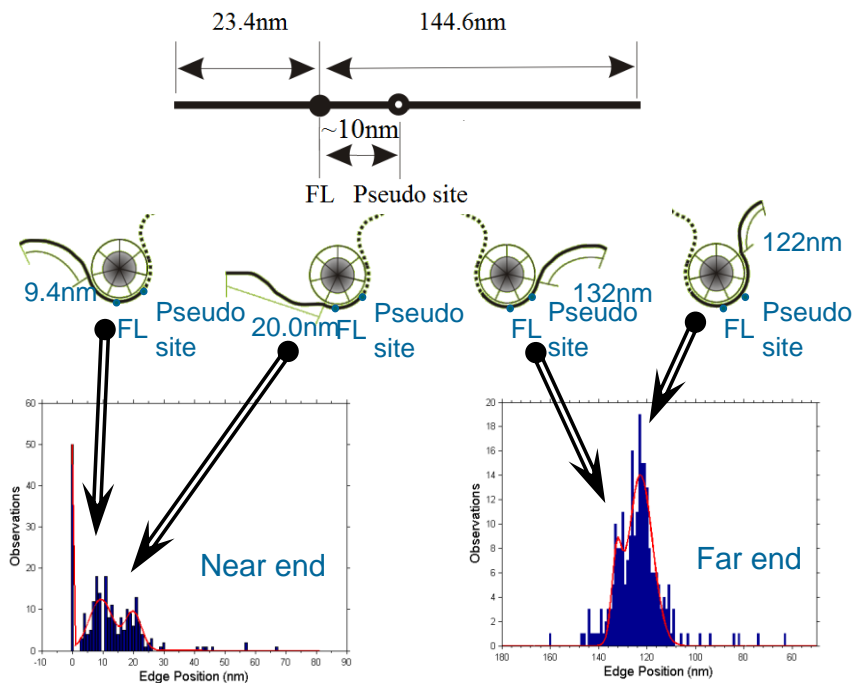 23.4nm 144.6nm
~10nm
FL Pseudo site
9.4nm FL Pseudo site
20.0nm FL Pseudo site
132nm FL Pseudo site
122nm FL Pseudo site
60
50
40
30
20
10
0
-10 0 10 20 30 40 50 60 70 80 90
Observations
Edge Position (nm)
Near end
20
18
16
14
12
10
8
6
4
2
0
180 160 140 120 100 80 60
Observations
Edge Position (nm)
Far end